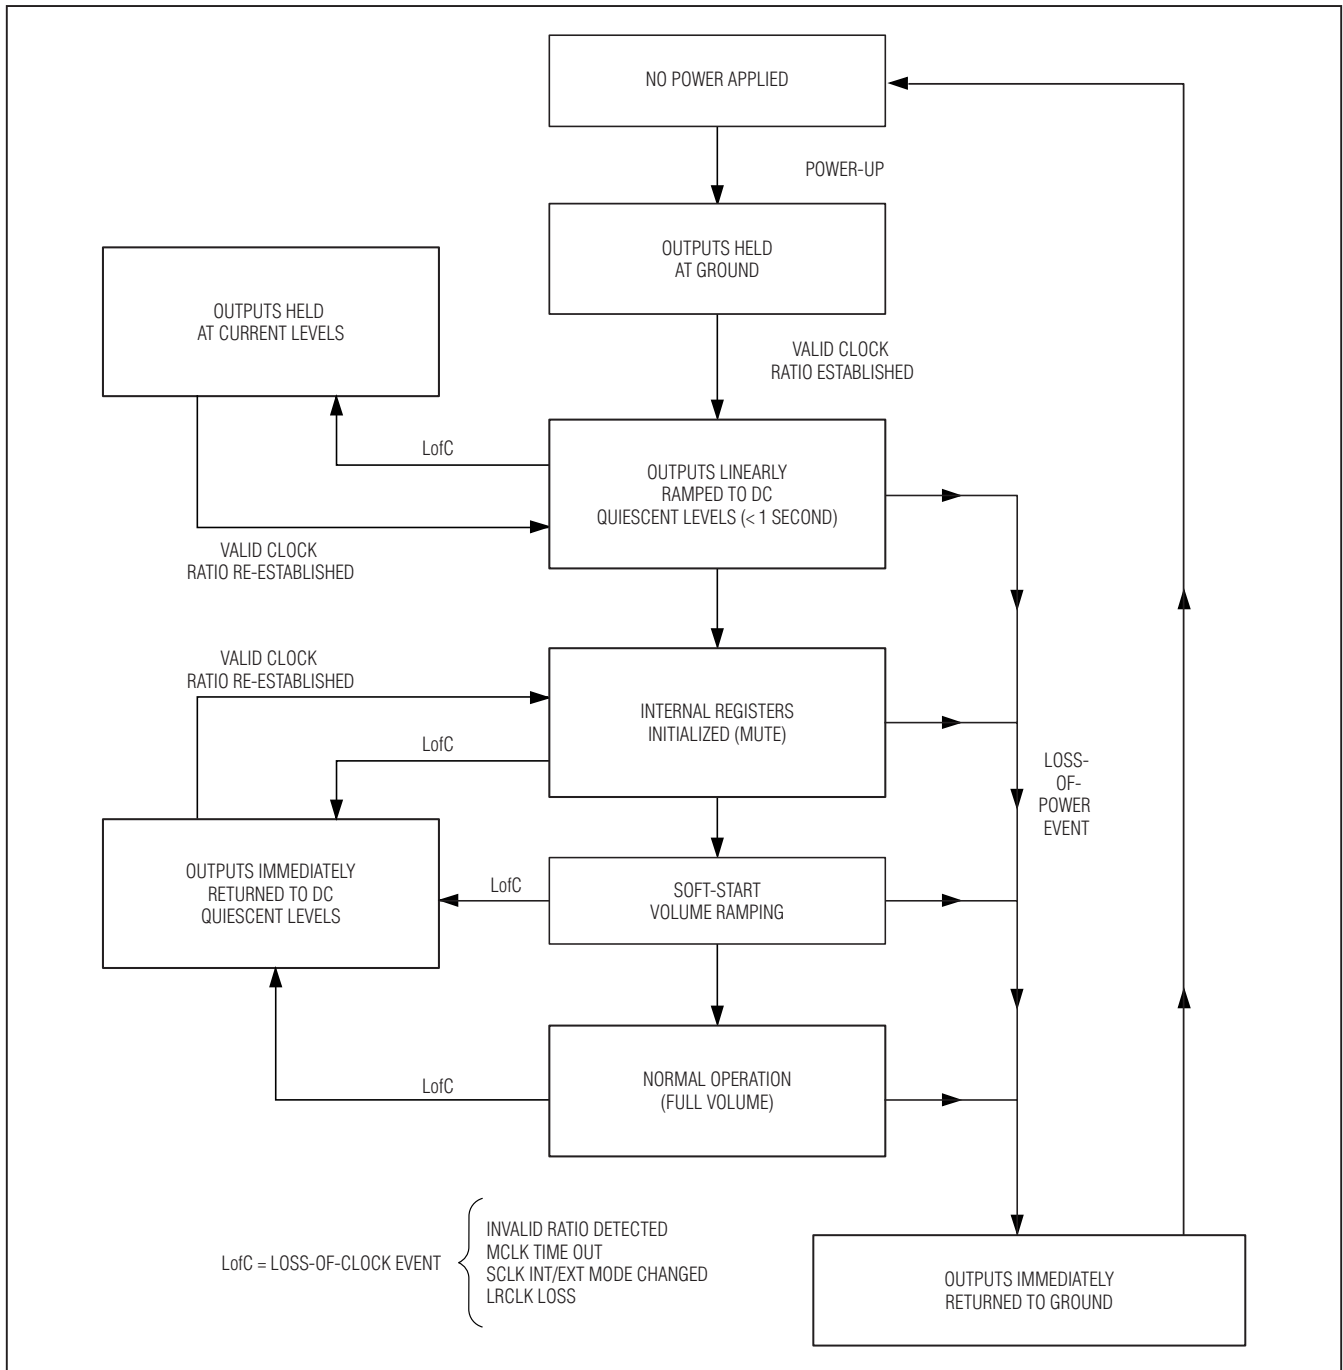 NO POWER APPLIED
POWER-UP
OUTPUTS HELD
AT GROUND
OUTPUTS HELD
AT CURRENT LEVELS
VALID CLOCK
RATIO ESTABLISHED
LofC
OUTPUTS LINEARLY
RAMPED TO DC
QUIESCENT LEVELS (< 1 SECOND)
VALID CLOCK
RATIO RE-ESTABLISHED
VALID CLOCK
RATIO RE-ESTABLISHED
INTERNAL REGISTERS
INITIALIZED (MUTE)
LofC
LOSS-
OF-
POWER
EVENT
OUTPUTS IMMEDIATELY
RETURNED TO DC
QUIESCENT LEVELS
LofC
SOFT-START
VOLUME RAMPING
LofC
NORMAL OPERATION
(FULL VOLUME)
LofC = LOSS-OF-CLOCK EVENT
INVALID RATIO DETECTED
MCLK TIME OUT
SCLK INT/EXT MODE CHANGED
LRCLK LOSS
OUTPUTS IMMEDIATELY
RETURNED TO GROUND